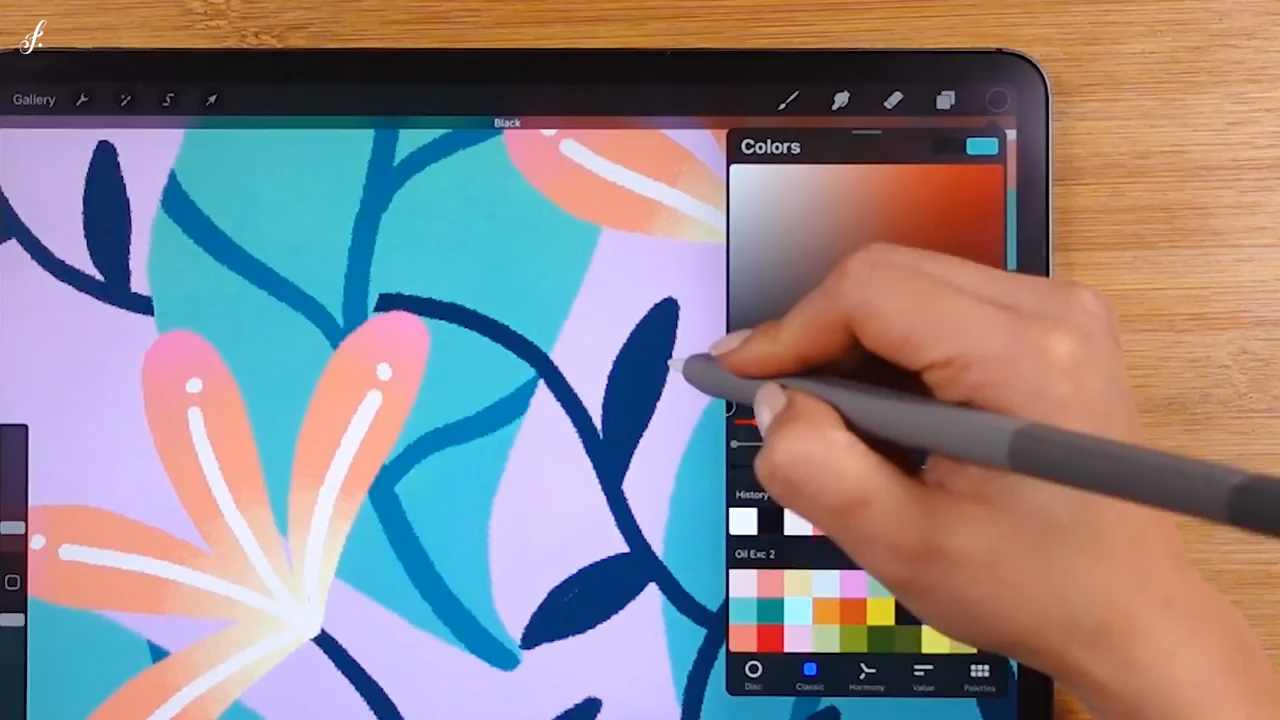 f.
Gallery
Black
Colors
History
Oil Exc 2
Disc
Classic
Harmony
Value
Palettes